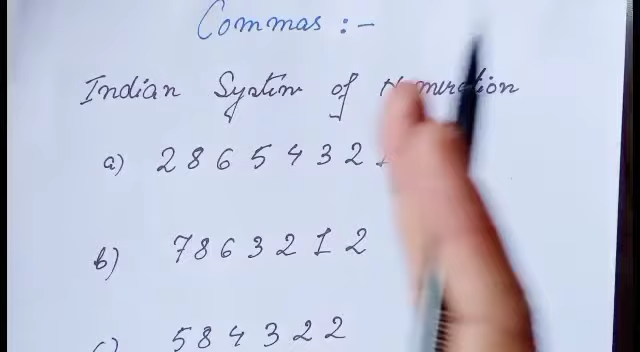 Commas :-
Indian System of
a) 2 8 6 5 4 3 2
b) 7 8 6 3 2 1 2
c) 5 8 4 3 2 2